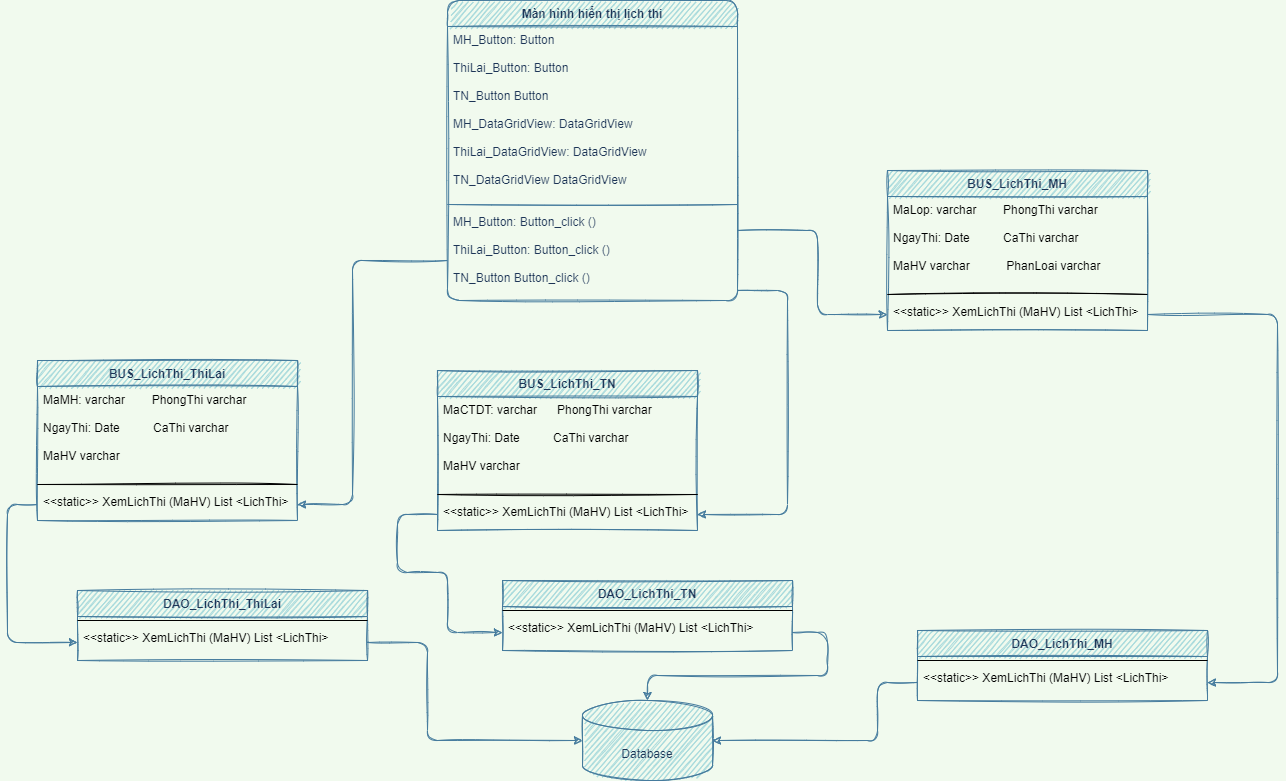 Màn hình hiển thị lịch thi
MH_Button: Button
ThiLai_Button: Button
TN_Button Button
MH_DataGridView: DataGridView
ThiLai_DataGridView: DataGridView
TN_DataGridView DataGridView
MH_Button: Button_click ()
ThiLai_Button: Button_click ()
TN_Button Button_click ()
BUS_LichThi_MH
MaLop: varchar PhongThi varchar
NgayThi: Date CaThi varchar
MaHV varchar PhanLoai varchar
<<static>> XemLichThi (MaHV) List <LichThi>
BUS_LichThi_ThiLai
MaMH: varchar PhongThi varchar
NgayThi: Date CaThi varchar
MaHV varchar
<<static>> XemLichThi (MaHV) List <LichThi>
BUS_LichThi_TN
MaCTDT: varchar PhongThi varchar
NgayThi: Date CaThi varchar
MaHV varchar
<<static>> XemLichThi (MaHV) List <LichThi>
DAO_LichThi_ThiLai
<<static>> XemLichThi (MaHV) List <LichThi>
DAO_LichThi_TN
<<static>> XemLichThi (MaHV) List <LichThi>
DAO_LichThi_MH
<<static>> XemLichThi (MaHV) List <LichThi>
Database